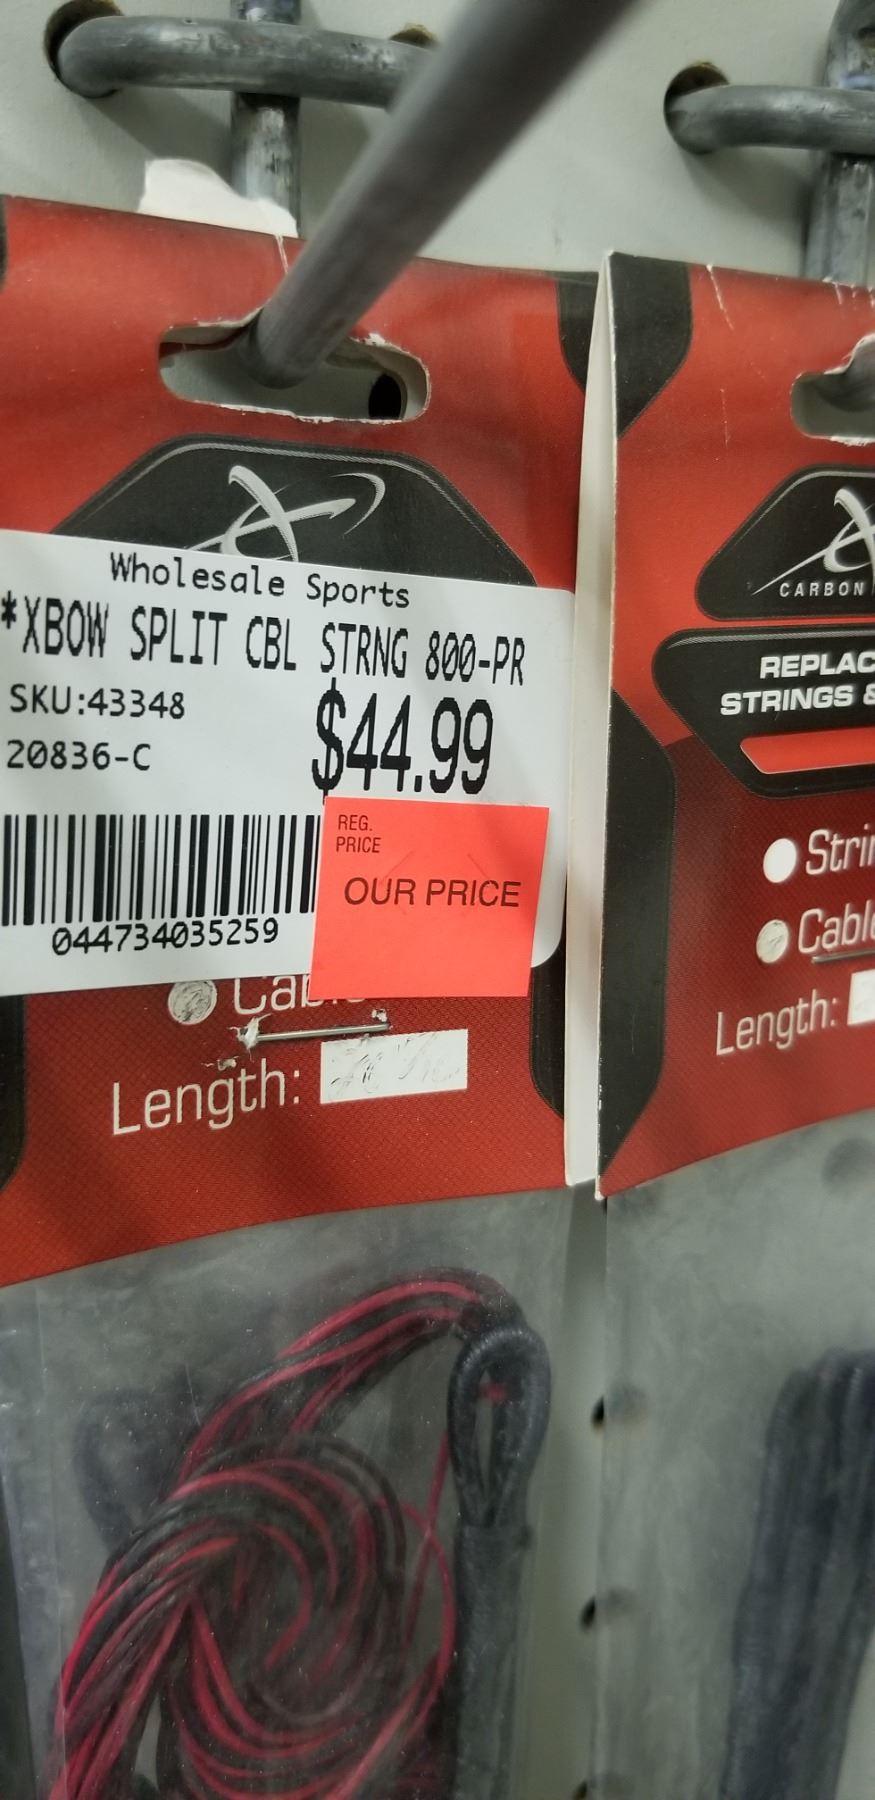 Wholesale Sports
*XBOW SPLIT CBL STRNG 800-PR
SKU:43348
$44.99
20836-C
REG.
PRICE
OUR PRICE
044734035259
Length:
CARBON
REPLAC
STRINGS &
Strin
Cable
Length: